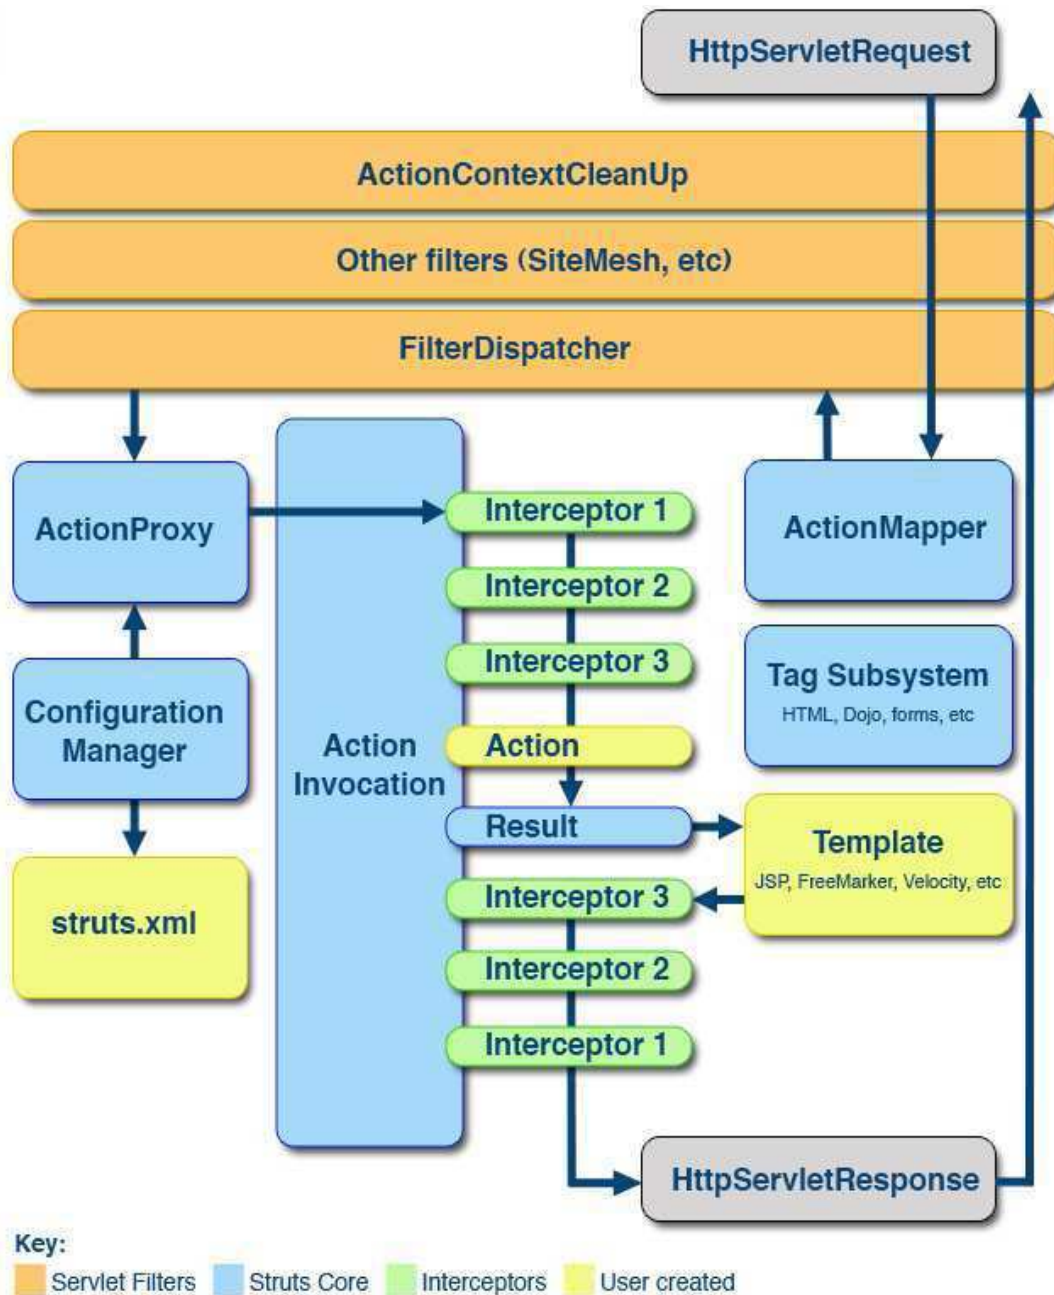 HttpServletRequest
ActionContextCleanUp
Other filters (SiteMesh, etc)
FilterDispatcher
ActionProxy
Interceptor 1
ActionMapper
Interceptor 2
Interceptor 3
Tag Subsystem
HTML, Dojo, forms, etc
Configuration
Manager
Action
Invocation
Action
Result
Template
JSP, FreeMarker, Velocity, etc
struts.xml
Interceptor 3
Interceptor 2
Interceptor 1
HttpServletResponse
Key:
Servlet Filters
Struts Core
Interceptors
User created